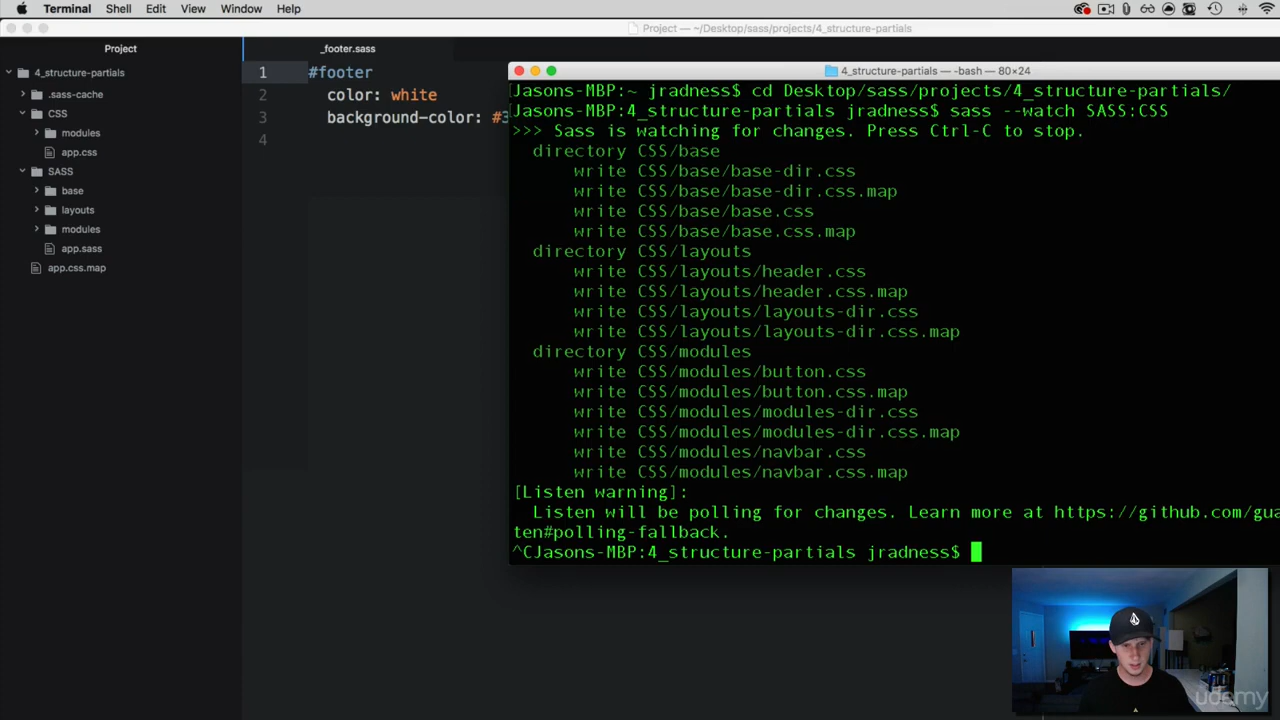 Terminal Shell Edit View Window Help
Project — ~/Desktop/sass/projects/4_structure-partials
Project
4_structure-partials
.sass-cache
CSS
modules
app.css
SASS
base
layouts
modules
app.sass
app.css.map
_footer.sass
1 #footer
2 color: white
3 background-color: #3
4
4_structure-partials — -bash — 80×24
Jasons-MBP:~ jradness$ cd Desktop/sass/projects/4_structure-partials/
Jasons-MBP:4_structure-partials jradness$ sass --watch SASS:CSS
>>> Sass is watching for changes. Press Ctrl-C to stop.
directory CSS/base
write CSS/base/base-dir.css
write CSS/base/base-dir.css.map
write CSS/base/base.css
write CSS/base/base.css.map
directory CSS/layouts
write CSS/layouts/header.css
write CSS/layouts/header.css.map
write CSS/layouts/layouts-dir.css
write CSS/layouts/layouts-dir.css.map
directory CSS/modules
write CSS/modules/button.css
write CSS/modules/button.css.map
write CSS/modules/modules-dir.css
write CSS/modules/modules-dir.css.map
write CSS/modules/navbar.css
write CSS/modules/navbar.css.map
[Listen warning]:
Listen will be polling for changes. Learn more at https://github.com/gua
ten#polling-fallback.
^CJasons-MBP:4_structure-partials jradness$
udemy